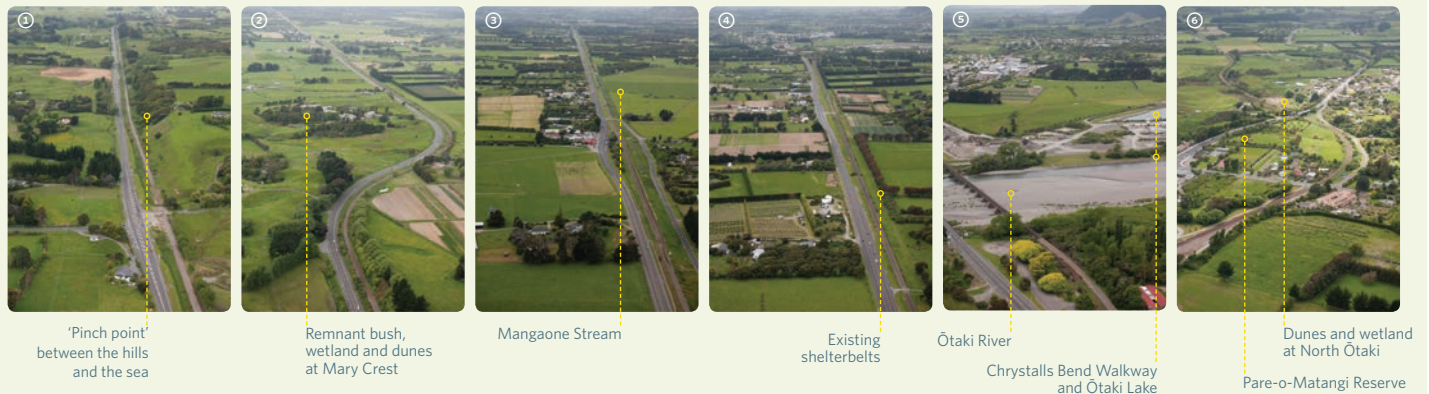 1
2
3
4
5
6
'Pinch point'
between the hills
and the sea
Remnant bush,
wetland and dunes
at Mary Crest
Mangaone Stream
Existing
shelterbelts
Ōtaki River
Chrystalls Bend Walkway
and Ōtaki Lake
Dunes and wetland
at North Ōtaki
Pare-o-Matangi Reserve